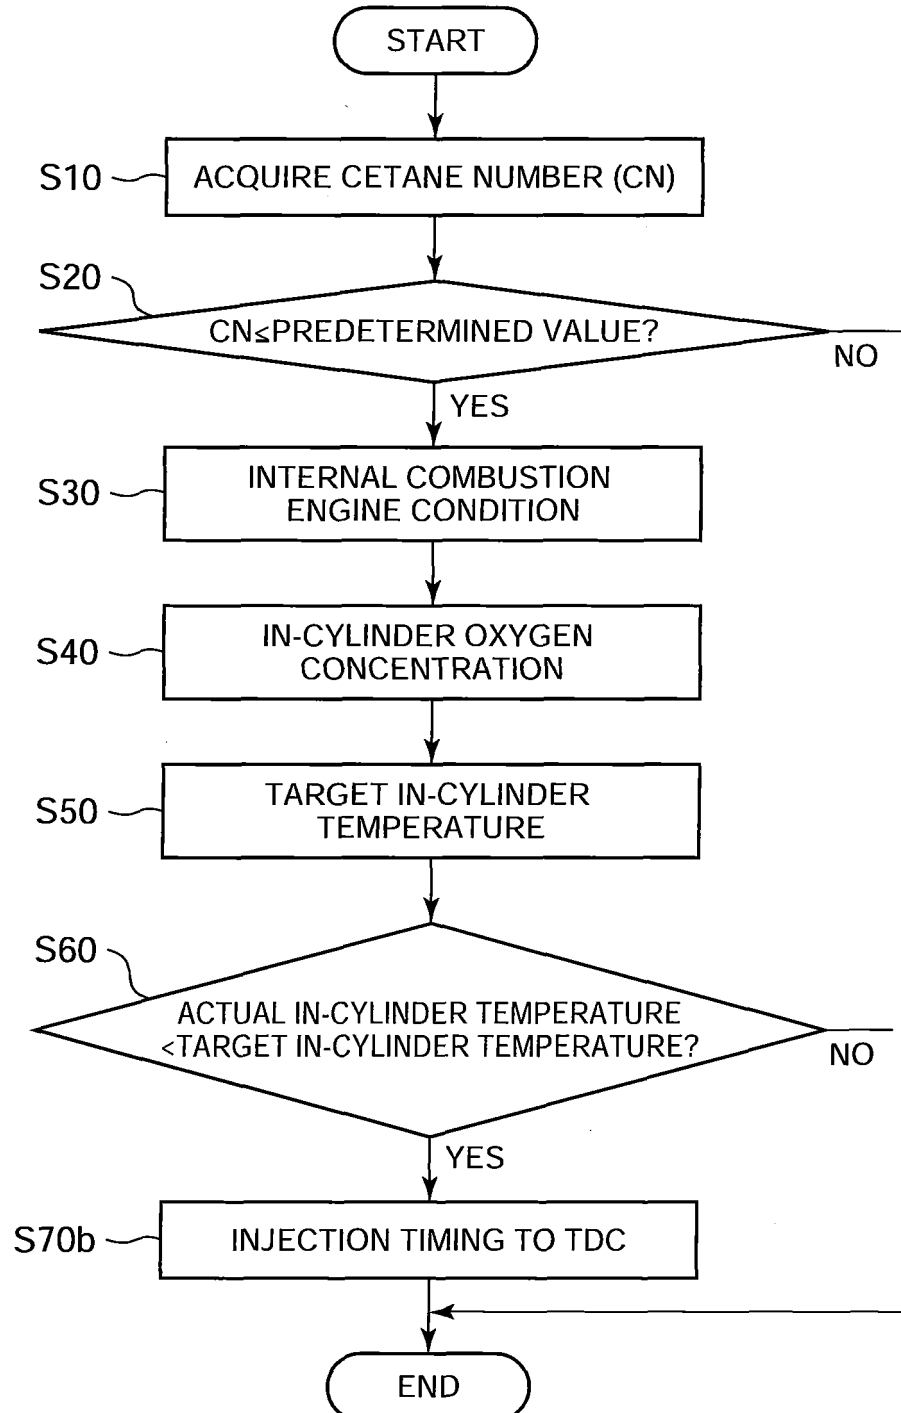 START
S10
ACQUIRE CETANE NUMBER (CN)
S20
CN≤PREDETERMINED VALUE?
NO
YES
S30
INTERNAL COMBUSTION
ENGINE CONDITION
S40
IN-CYLINDER OXYGEN
CONCENTRATION
S50
TARGET IN-CYLINDER
TEMPERATURE
S60
ACTUAL IN-CYLINDER TEMPERATURE
<TARGET IN-CYLINDER TEMPERATURE?
NO
YES
S70b
INJECTION TIMING TO TDC
END